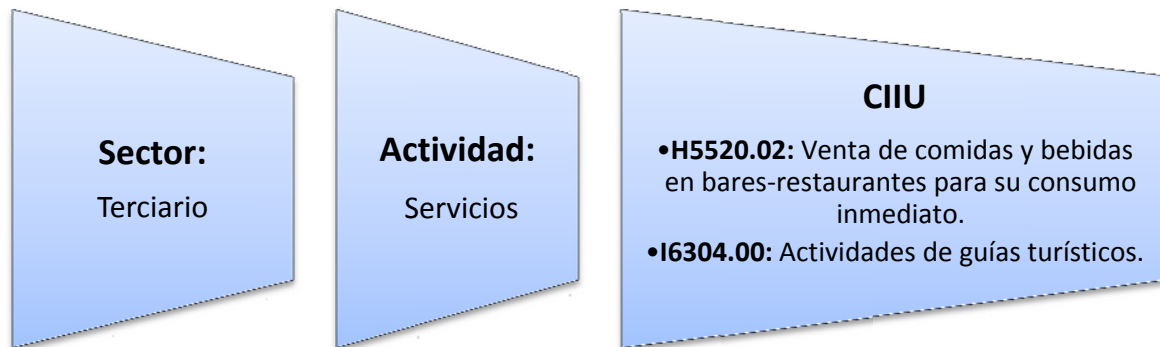 Sector:
Terciario
Actividad:
Servicios
CIIU
•H5520.02: Venta de comidas y bebidas
en bares-restaurantes para su consumo
inmediato.
•I6304.00: Actividades de guías turísticos.